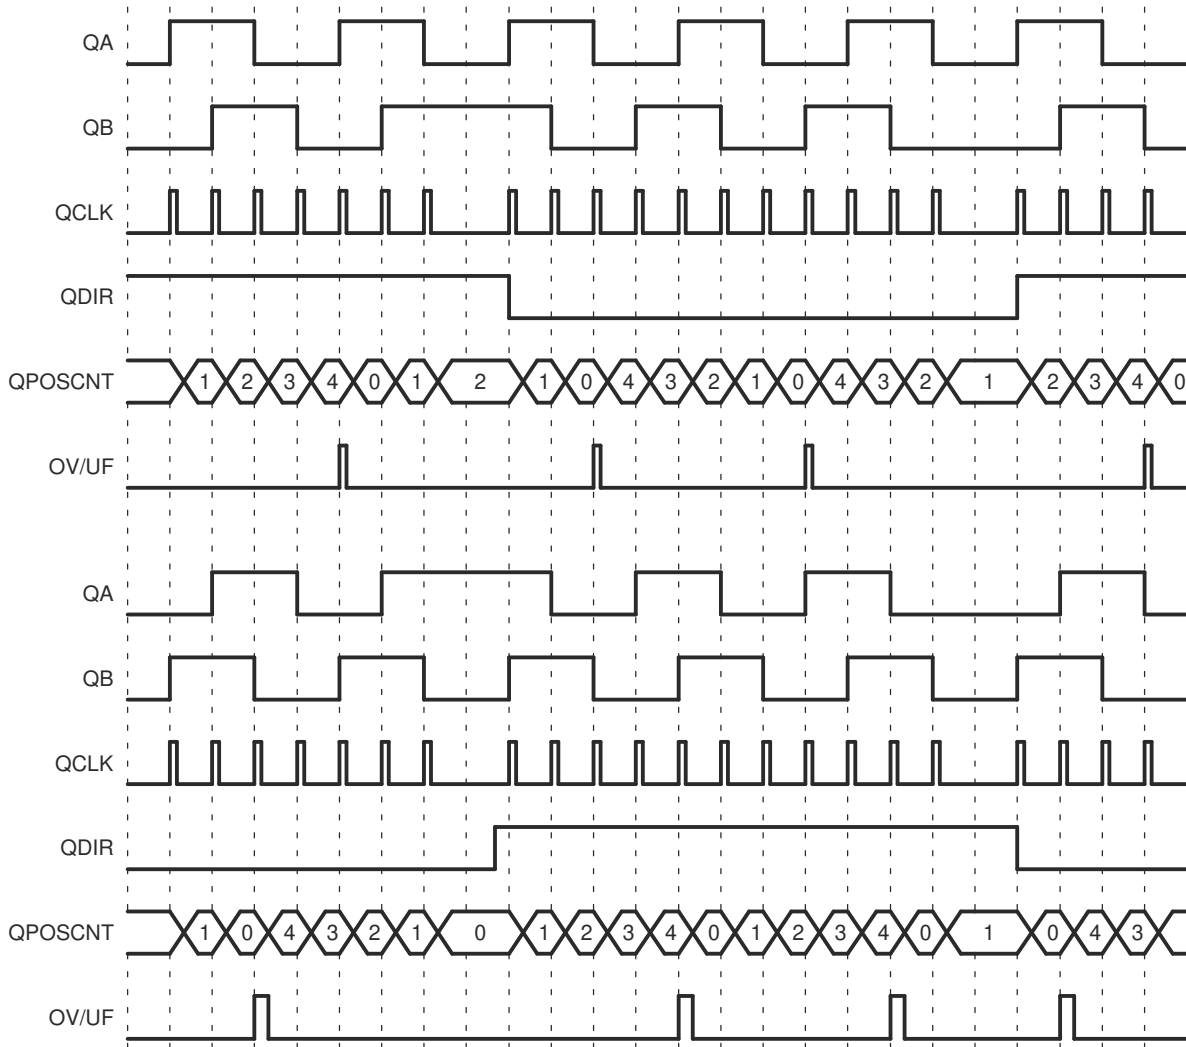 QA
QB
QCLK
QDIR
QPOSCNT 1 2 3 4 0 1 2 1 0 4 3 2 1 0 4 3 2 1 2 3 4 0
OV/UF
QA
QB
QCLK
QDIR
QPOSCNT 1 0 4 3 2 1 0 1 2 3 4 0 1 2 3 4 0 1 0 4 3
OV/UF